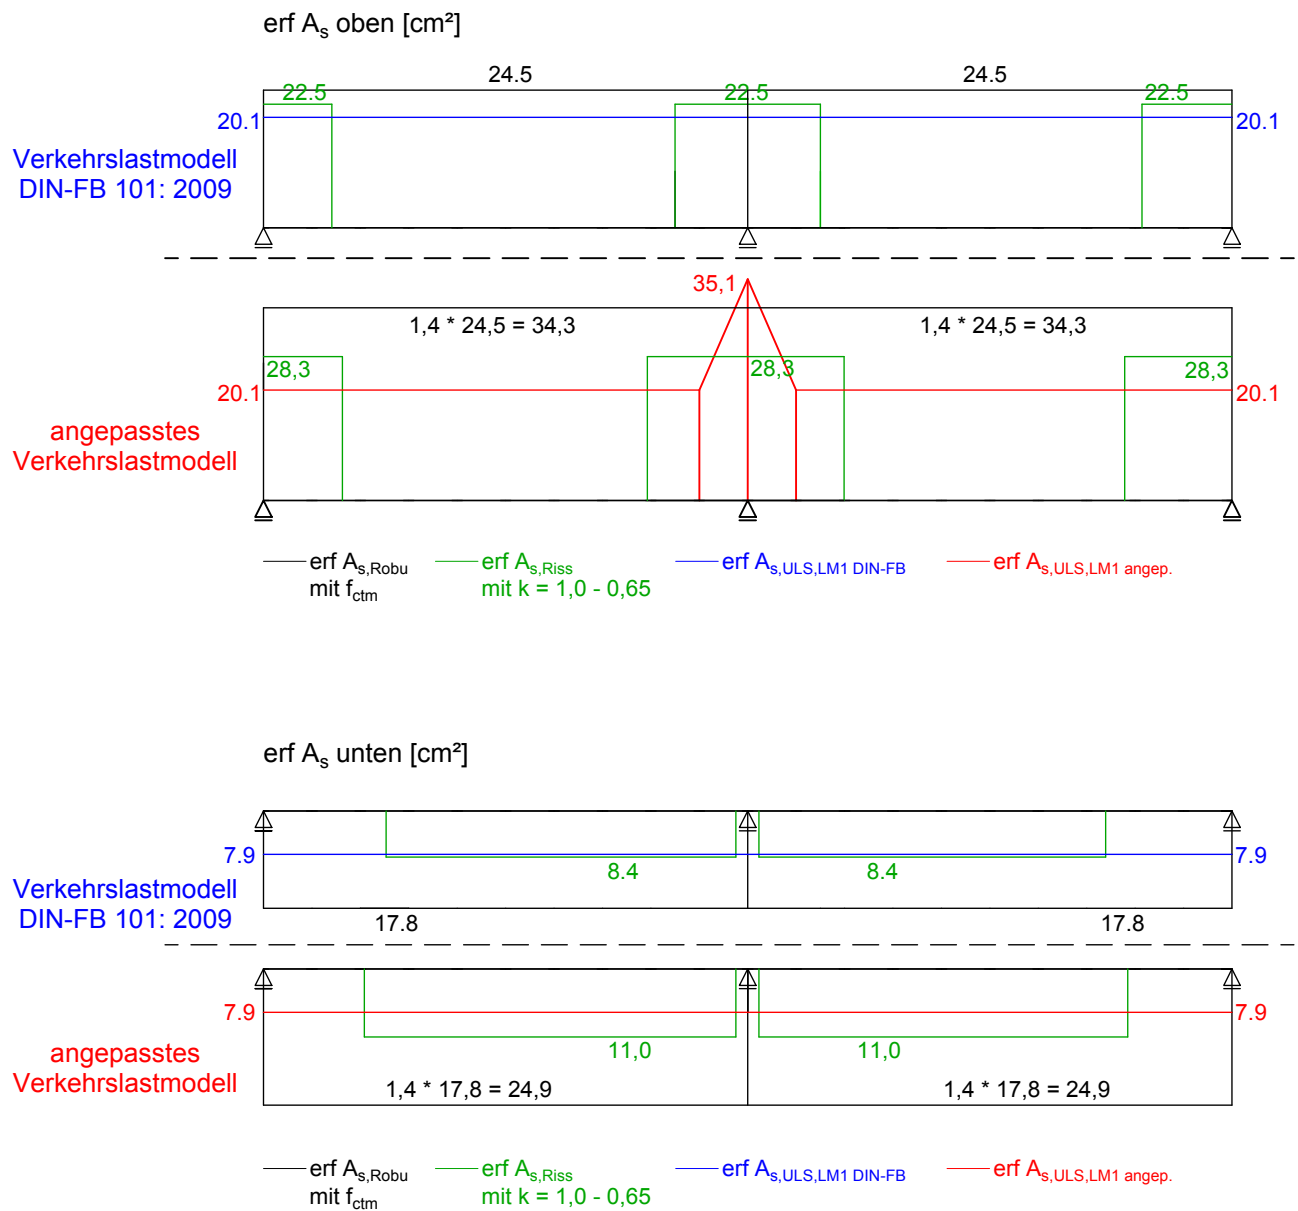 erf As oben [cm²]
24.5 24.5
22.5 22.5 22.5
20.1 20.1
Verkehrslastmodell
DIN-FB 101: 2009
35,1
1,4 * 24,5 = 34,3 1,4 * 24,5 = 34,3
28,3 28,3 28,3
20.1 20.1
angepasstes
Verkehrslastmodell
erf As,Robu erf As,Riss erf As,ULS,LM1 DIN-FB erf As,ULS,LM1 angep.
mit fctm mit k = 1,0 - 0,65
erf As unten [cm²]
7.9 7.9
8.4 8.4
Verkehrslastmodell
DIN-FB 101: 2009
17.8 17.8
7.9 7.9
11,0 11,0
angepasstes
Verkehrslastmodell
1,4 * 17,8 = 24,9 1,4 * 17,8 = 24,9
erf As,Robu erf As,Riss erf As,ULS,LM1 DIN-FB erf As,ULS,LM1 angep.
mit fctm mit k = 1,0 - 0,65